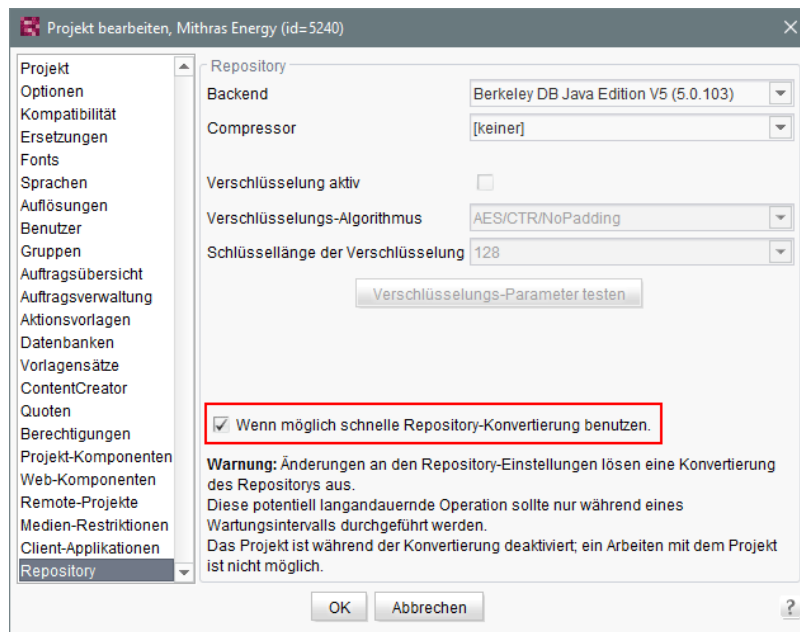 Projekt bearbeiten, Mithras Energy (id=5240)
Projekt
Optionen
Kompatibilität
Ersetzungen
Fonts
Sprachen
Auflösungen
Benutzer
Gruppen
Auftragsübersicht
Auftragsverwaltung
Aktionsvorlagen
Datenbanken
Vorlagensätze
ContentCreator
Quoten
Berechtigungen
Projekt-Komponenten
Web-Komponenten
Remote-Projekte
Medien-Restriktionen
Client-Applikationen
Repository
Repository
Backend Berkeley DB Java Edition V5 (5.0.103)
Compressor [keiner]
Verschlüsselung aktiv
Verschlüsselungs-Algorithmus AES/CTR/NoPadding
Schlüssellänge der Verschlüsselung 128
Verschlüsselungs-Parameter testen
Wenn möglich schnelle Repository-Konvertierung benutzen.
Warnung: Änderungen an den Repository-Einstellungen lösen eine Konvertierung
des Repositorys aus.
Diese potentiell langandauernde Operation sollte nur während eines
Wartungsintervalls durchgeführt werden.
Das Projekt ist während der Konvertierung deaktiviert; ein Arbeiten mit dem Projekt
ist nicht möglich.
OK Abbrechen ?